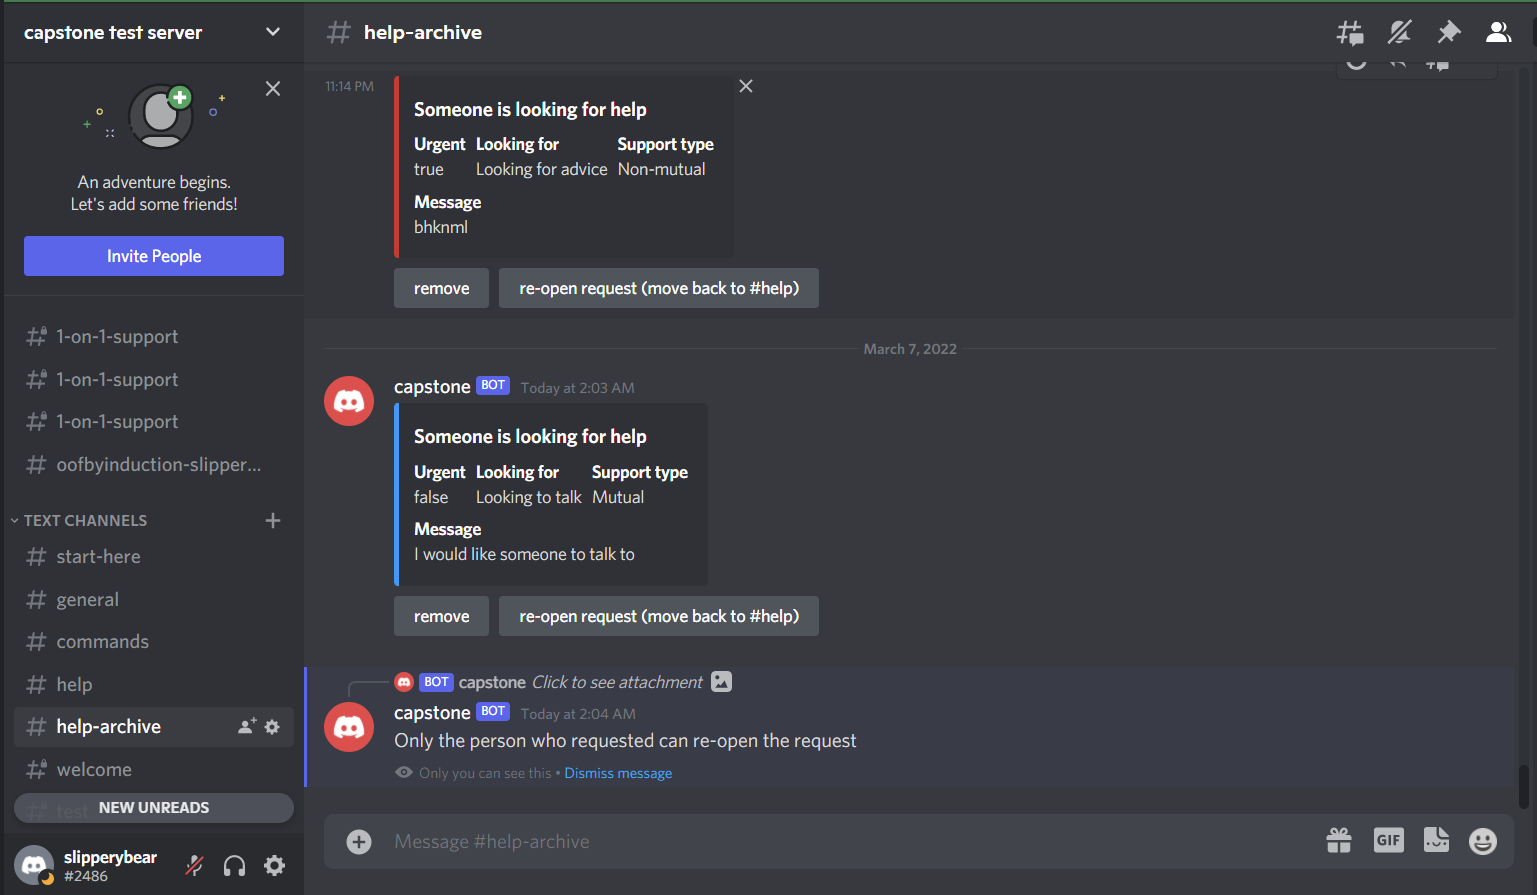 capstone test server
help-archive
An adventure begins.
Let's add some friends!
Invite People
1-on-1-support
1-on-1-support
1-on-1-support
oofbyinduction-slipper...
TEXT CHANNELS
start-here
general
commands
help
help-archive
welcome
test
NEW UNREADS
slipperybear
#2486
11:14 PM
Someone is looking for help
Urgent Looking for Support type
true Looking for advice Non-mutual
Message
bhknml
remove re-open request (move back to #help)
March 7, 2022
capstone BOT Today at 2:03 AM
Someone is looking for help
Urgent Looking for Support type
false Looking to talk Mutual
Message
I would like someone to talk to
remove re-open request (move back to #help)
BOT capstone Click to see attachment
capstone BOT Today at 2:04 AM
Only the person who requested can re-open the request
Only you can see this • Dismiss message
Message #help-archive
GIF